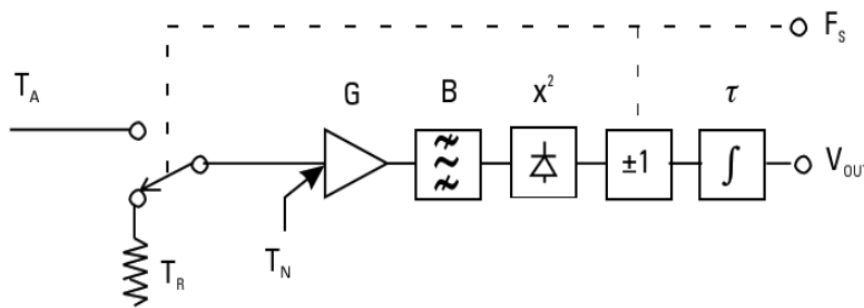 F_S
T_A
G B x² τ
±1 ∫ V_OUT
T_R T_N